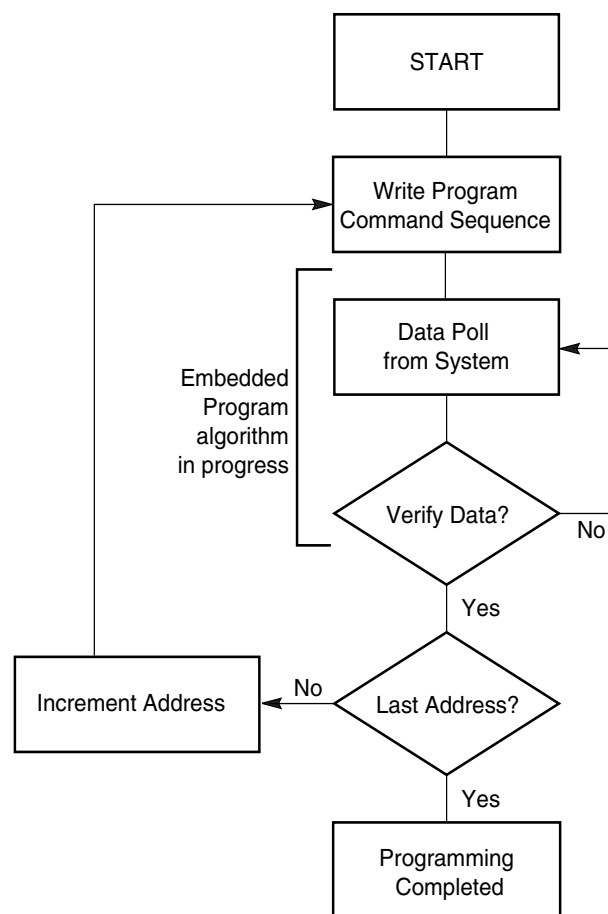 START
Write Program
Command Sequence
Data Poll
from System
Embedded
Program
algorithm
in progress
Verify Data?
No
Yes
Increment Address
No
Last Address?
Yes
Programming
Completed